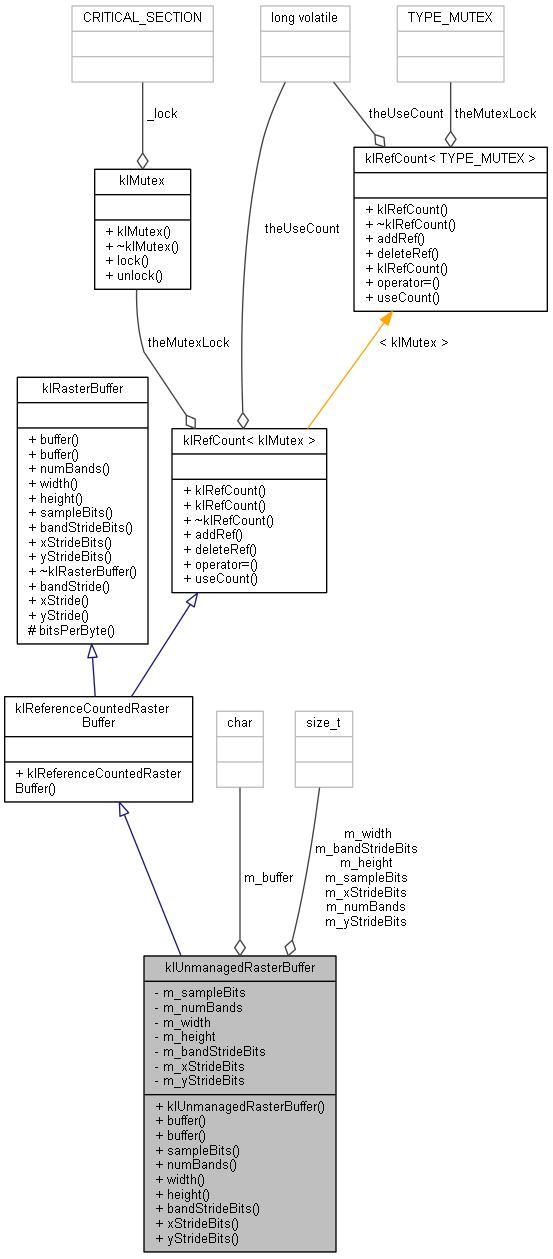 CRITICAL_SECTION
long volatile
TYPE_MUTEX
_lock
theUseCount
theMutexLock
klRefCount< TYPE_MUTEX >
+ klRefCount()
+ ~klRefCount()
+ addRef()
+ deleteRef()
+ klRefCount()
+ operator=()
+ useCount()
klMutex
+ klMutex()
+ ~klMutex()
+ lock()
+ unlock()
theUseCount
theMutexLock
< klMutex >
klRasterBuffer
+ buffer()
+ buffer()
+ numBands()
+ width()
+ height()
+ sampleBits()
+ bandStrideBits()
+ xStrideBits()
+ yStrideBits()
+ ~klRasterBuffer()
+ bandStride()
+ xStride()
+ yStride()
# bitsPerByte()
klRefCount< klMutex >
+ klRefCount()
+ klRefCount()
+ ~klRefCount()
+ addRef()
+ deleteRef()
+ operator=()
+ useCount()
klReferenceCountedRaster
Buffer
+ klReferenceCountedRaster
Buffer()
char
size_t
m_buffer
m_width
m_bandStrideBits
m_height
m_sampleBits
m_xStrideBits
m_numBands
m_yStrideBits
klUnmanagedRasterBuffer
- m_sampleBits
- m_numBands
- m_width
- m_height
- m_bandStrideBits
- m_xStrideBits
- m_yStrideBits
+ klUnmanagedRasterBuffer()
+ buffer()
+ buffer()
+ sampleBits()
+ numBands()
+ width()
+ height()
+ bandStrideBits()
+ xStrideBits()
+ yStrideBits()